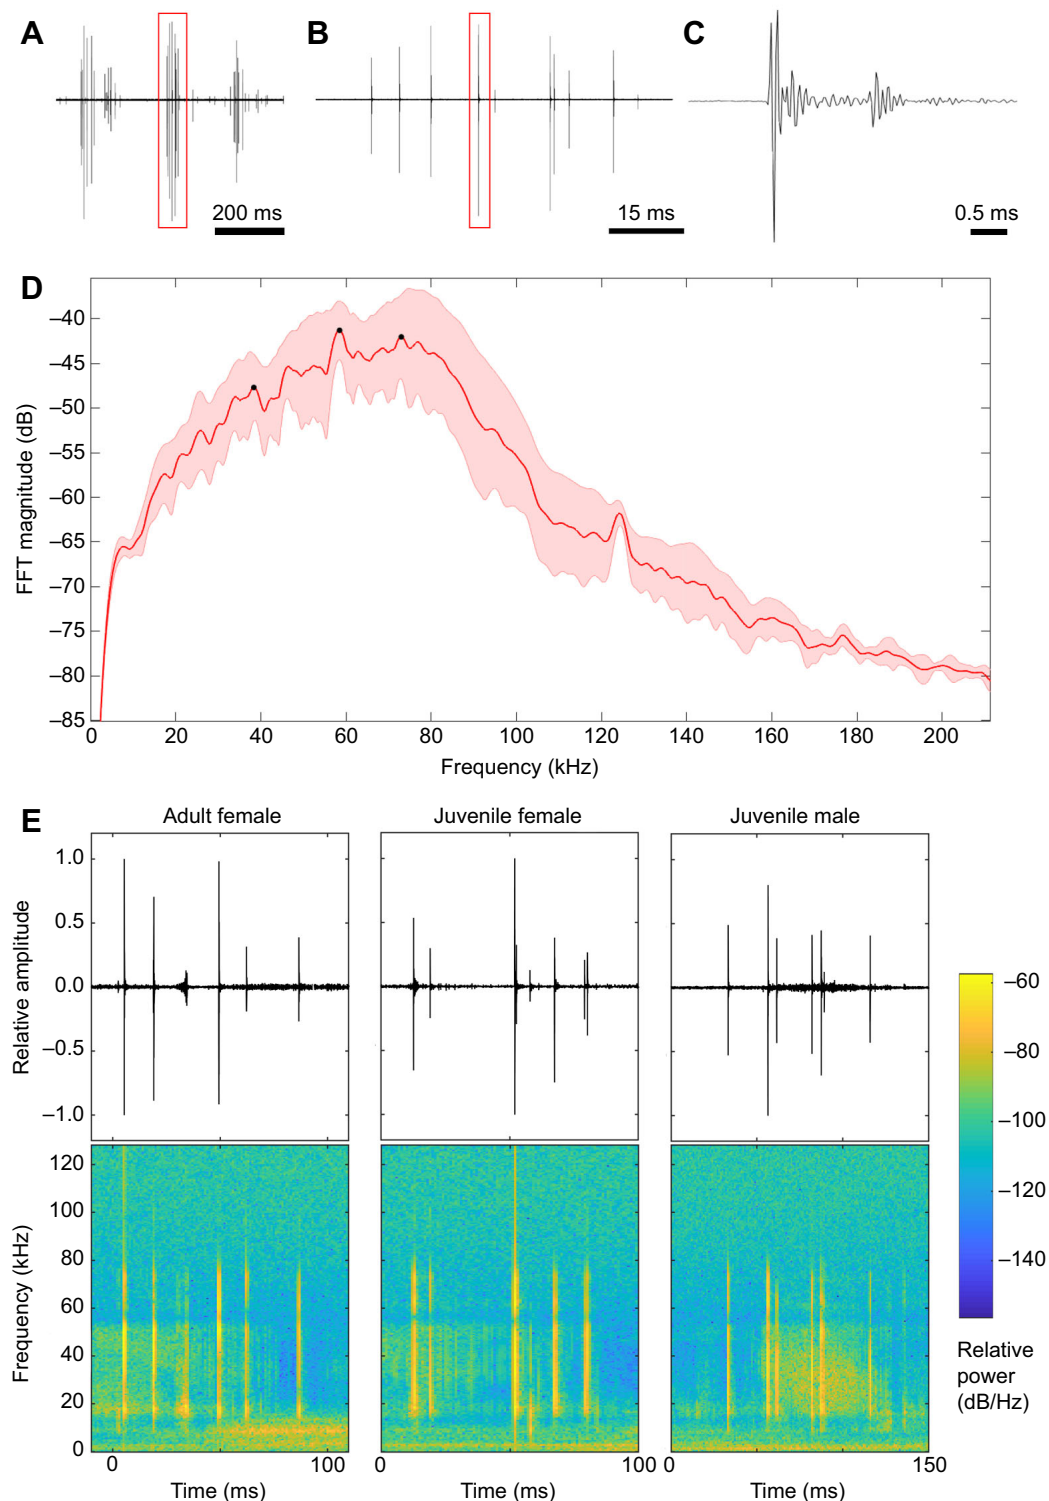 A
B
C
200 ms
15 ms
0.5 ms
D
–40
–45
–50
–55
–60
–65
–70
–75
–80
–85
FFT magnitude (dB)
0 20 40 60 80 100 120 140 160 180 200
Frequency (kHz)
E
Adult female
Juvenile female
Juvenile male
1.0
0.5
0.0
–0.5
–1.0
Relative amplitude
120
100
80
60
40
20
0
Frequency (kHz)
0 100
0 100
0 150
Time (ms)
Time (ms)
Time (ms)
–60
–80
–100
–120
–140
Relative
power
(dB/Hz)